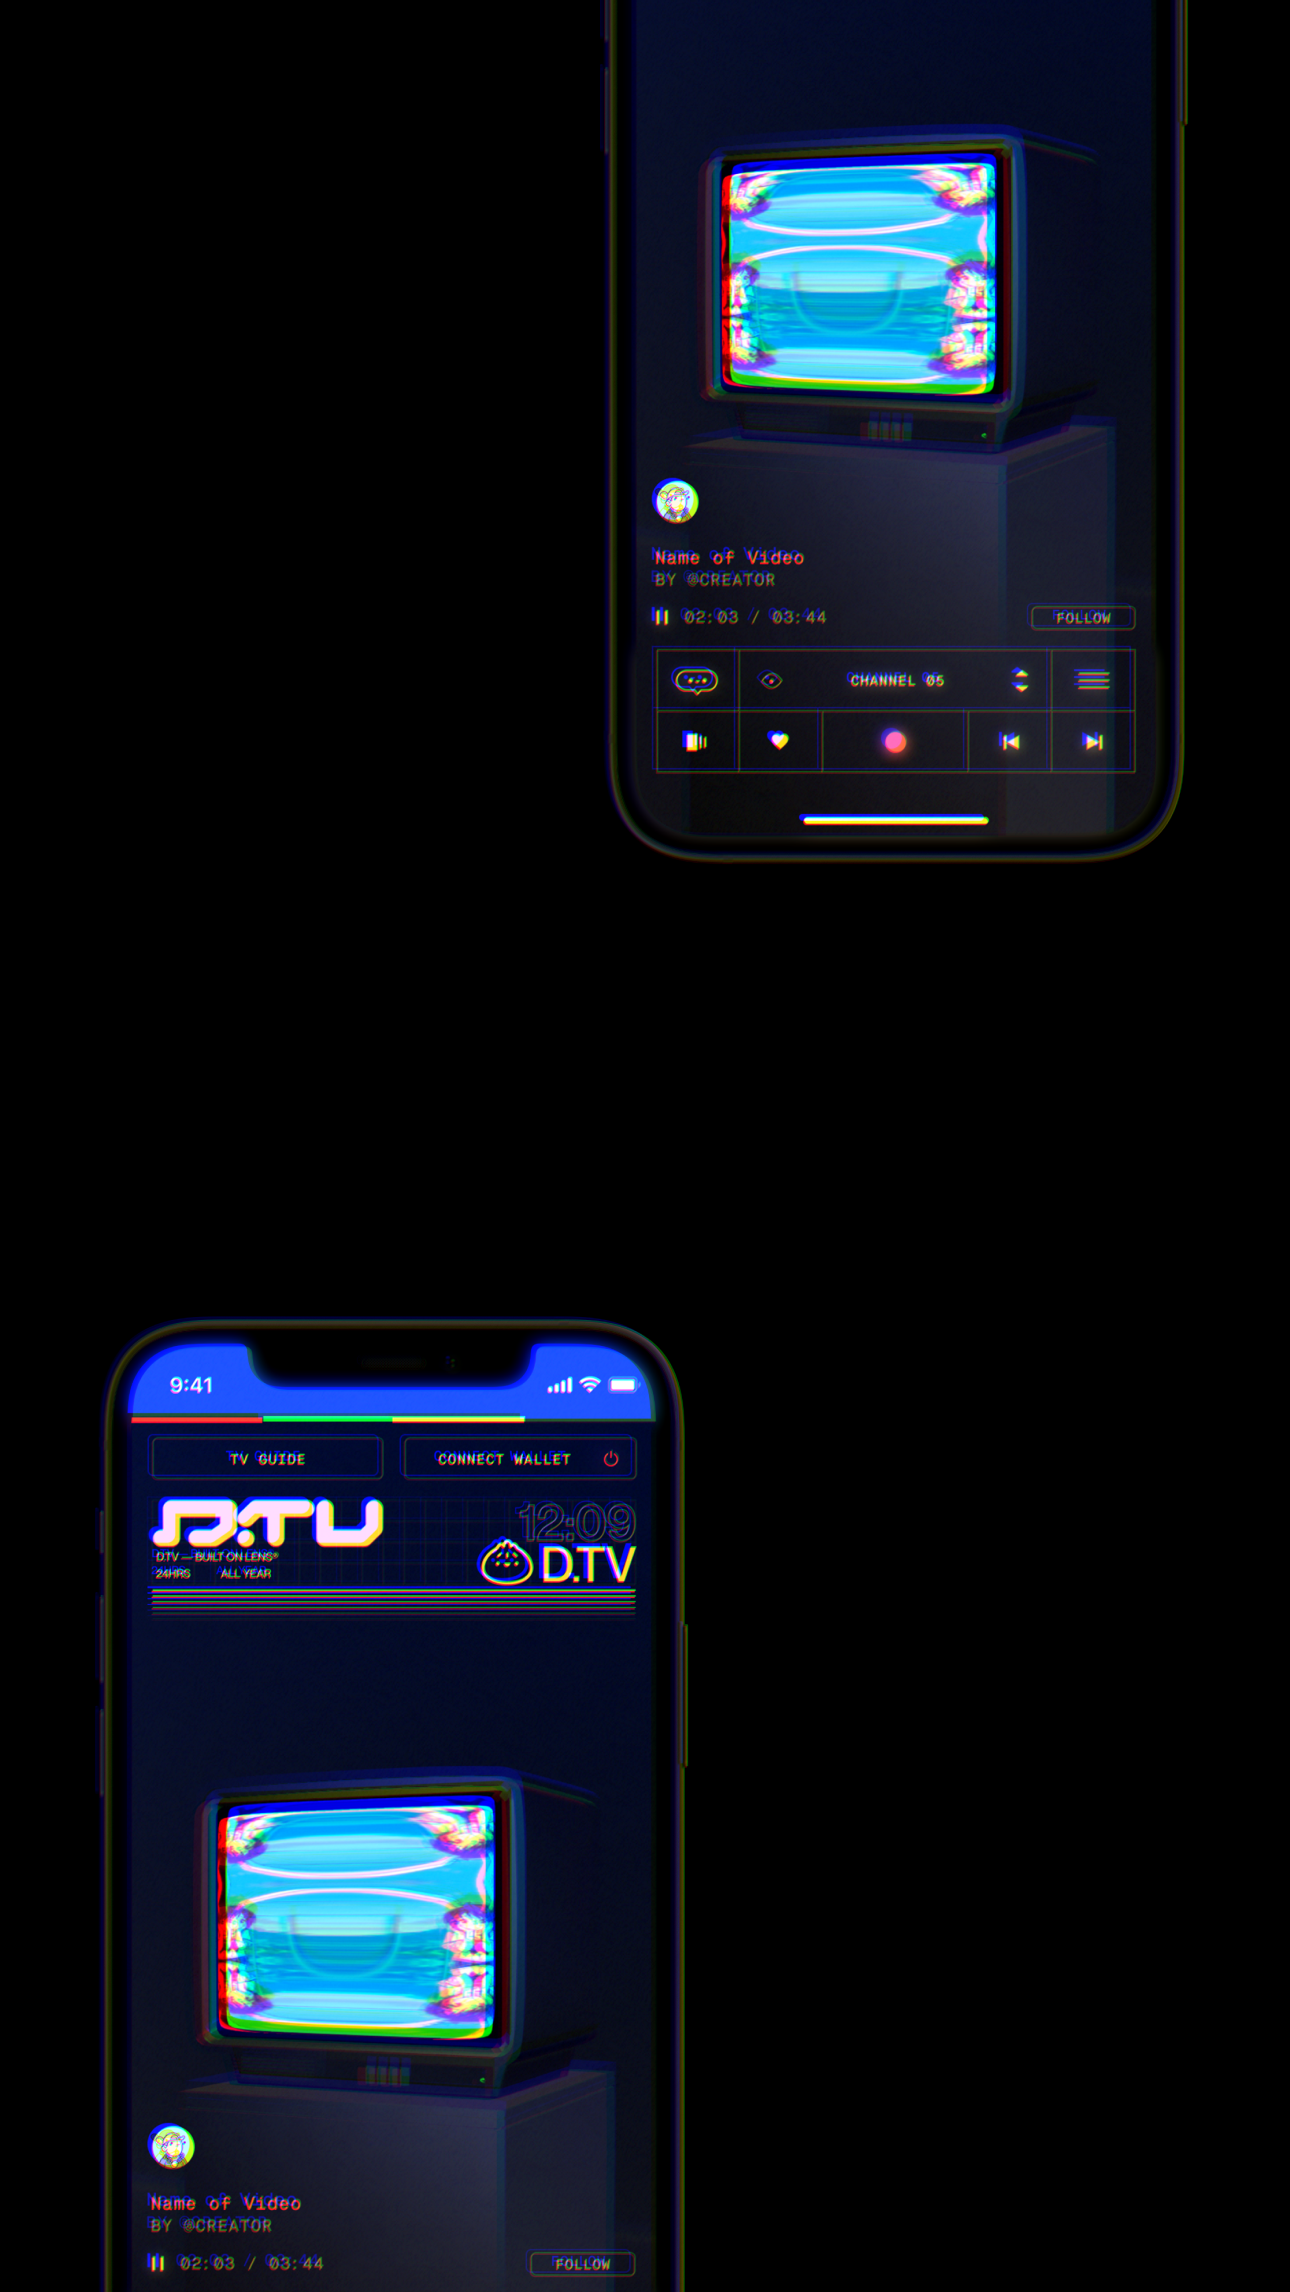 Name of Video
BY @CREATOR
02:03 / 03:44
FOLLOW
CHANNEL 05
9:41
TV GUIDE
CONNECT WALLET
D:TV
12:09
D.TV — BUILT ON LENS®
24HRS ALL YEAR
D.TV
Name of Video
BY @CREATOR
02:03 / 03:44
FOLLOW